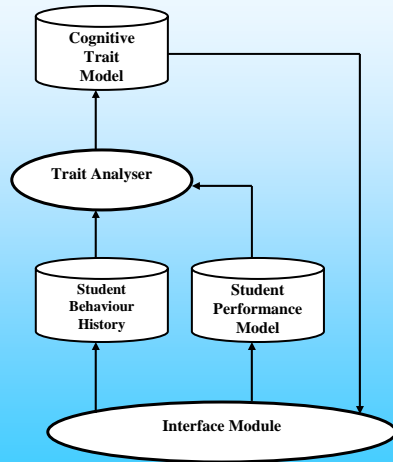 Cognitive
Trait
Model
Trait Analyser
Student
Behaviour
History
Student
Performance
Model
Interface Module